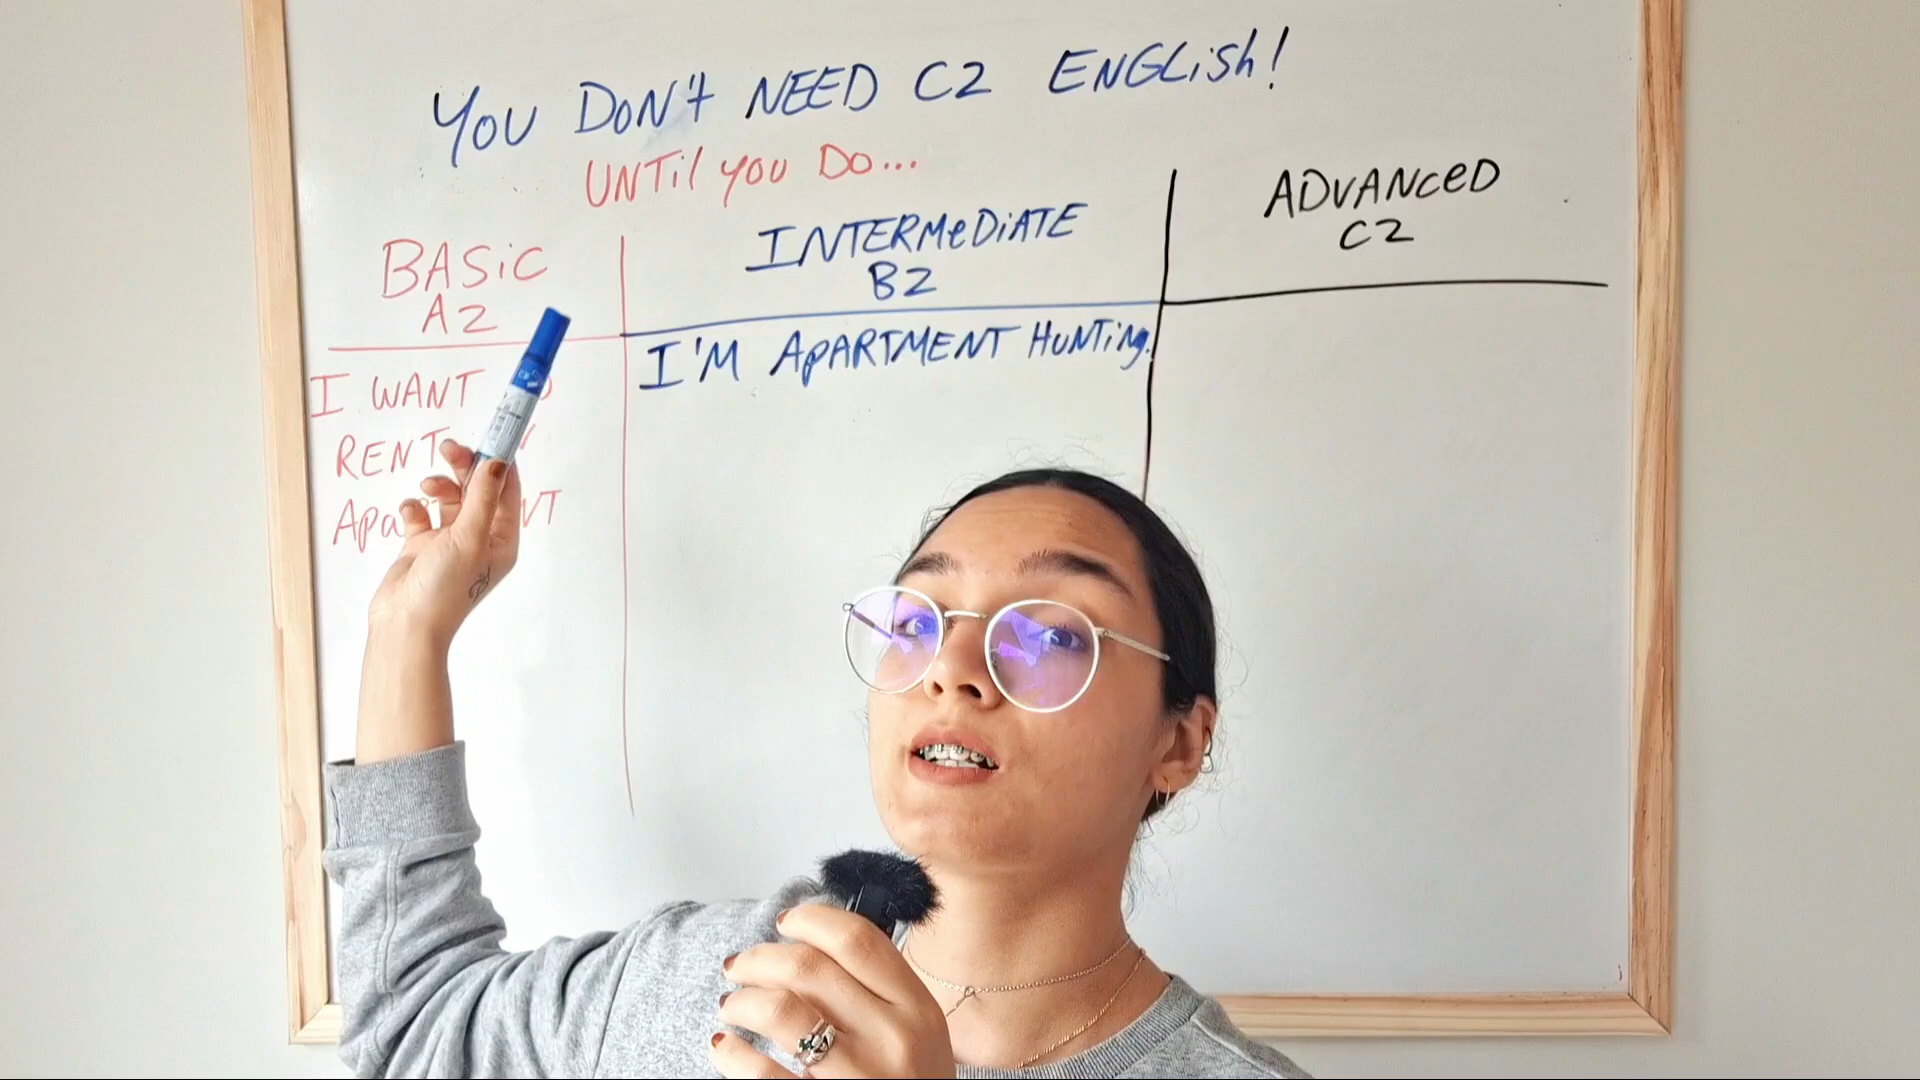 YOU DON'T NEED C2 ENGLiSh!
UNTil you Do...
BASiC
A2
I WANT
RENT
INTERMeDiATE
B2
I'M APARTMENT HUNTiNg.
ADVANCeD
C2